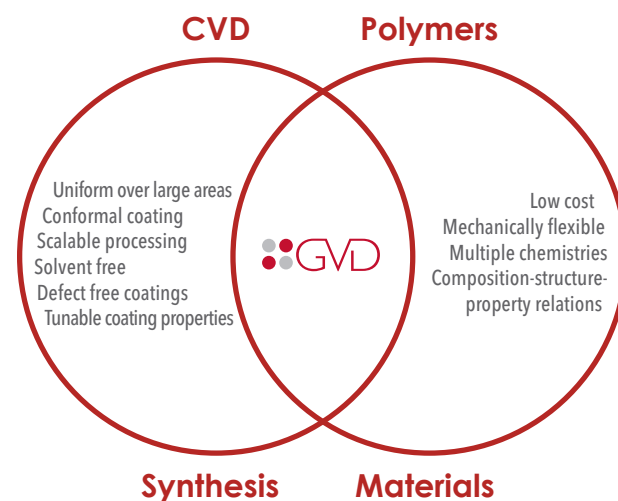 CVD
Polymers
Uniform over large areas
Conformal coating
Scalable processing
Solvent free
Defect free coatings
Tunable coating properties
GVD
Low cost
Mechanically flexible
Multiple chemistries
Composition-structure-
property relations
Synthesis
Materials